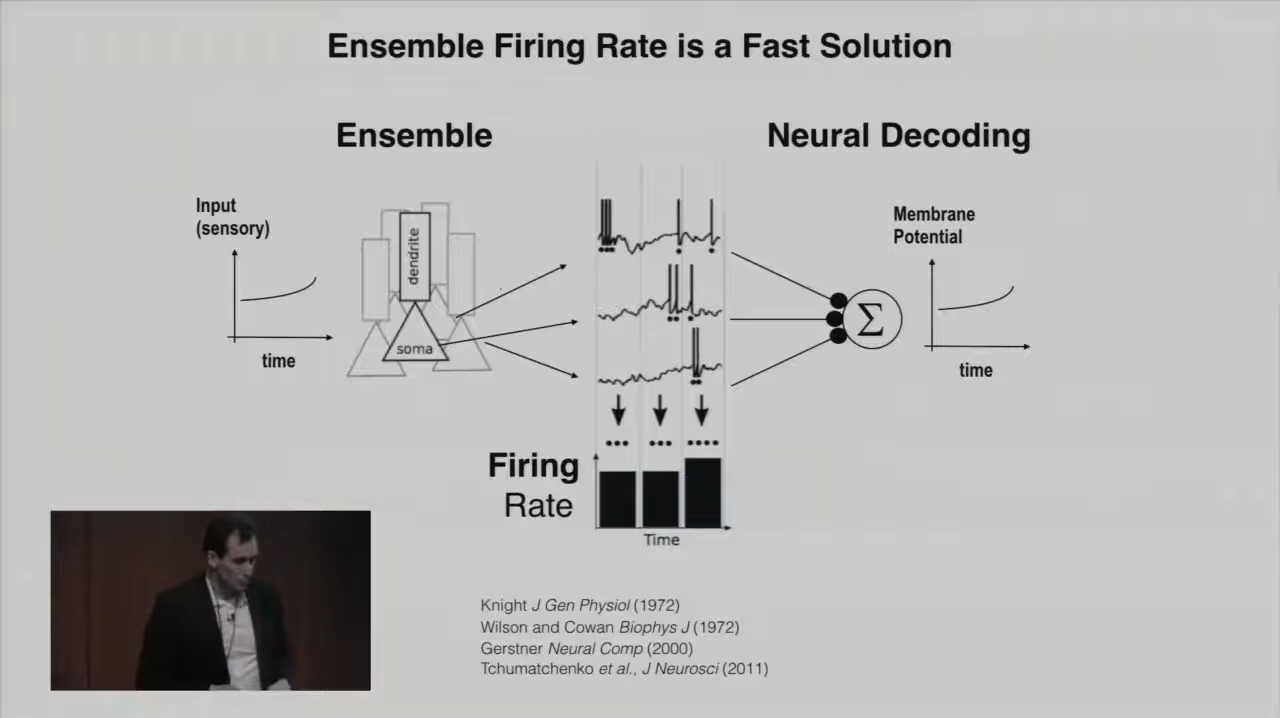 Ensemble Firing Rate is a Fast Solution
Ensemble
Neural Decoding
Input
(sensory)
time
dendrite
soma
Membrane
Potential
Σ
time
Firing
Rate
Time
Knight J Gen Physiol (1972)
Wilson and Cowan Biophys J (1972)
Gerstner Neural Comp (2000)
Tchumatchenko et al., J Neurosci (2011)